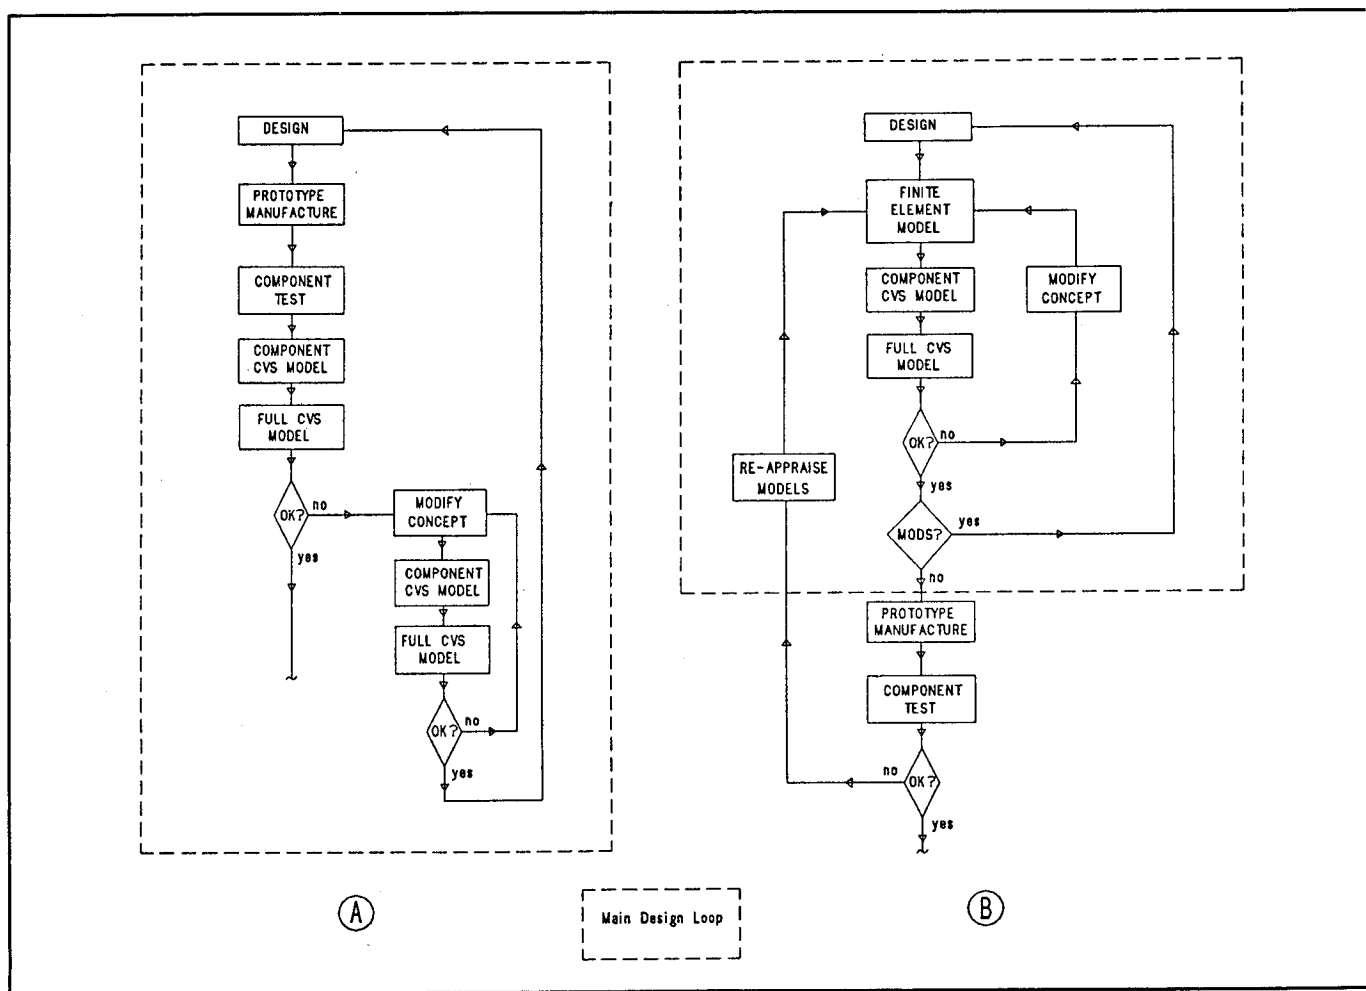 DESIGN
PROTOTYPE
MANUFACTURE
COMPONENT
TEST
COMPONENT
CVS MODEL
FULL CVS
MODEL
OK?
no
yes
MODIFY
CONCEPT
COMPONENT
CVS MODEL
FULL CVS
MODEL
OK?
no
yes
A
DESIGN
FINITE
ELEMENT
MODEL
COMPONENT
CVS MODEL
MODIFY
CONCEPT
FULL CVS
MODEL
OK?
no
yes
RE-APPRAISE
MODELS
MODS?
yes
no
PROTOTYPE
MANUFACTURE
COMPONENT
TEST
OK?
no
yes
B
Main Design Loop